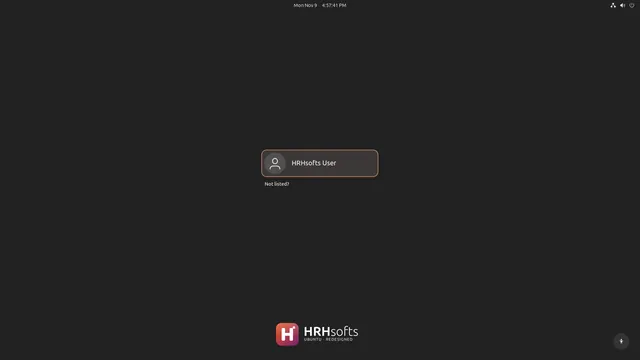 Mon Nov 9 4:57:41 PM
HRHsofts User
Not listed?
H
HRHsofts
UBUNTU · REDESIGNED